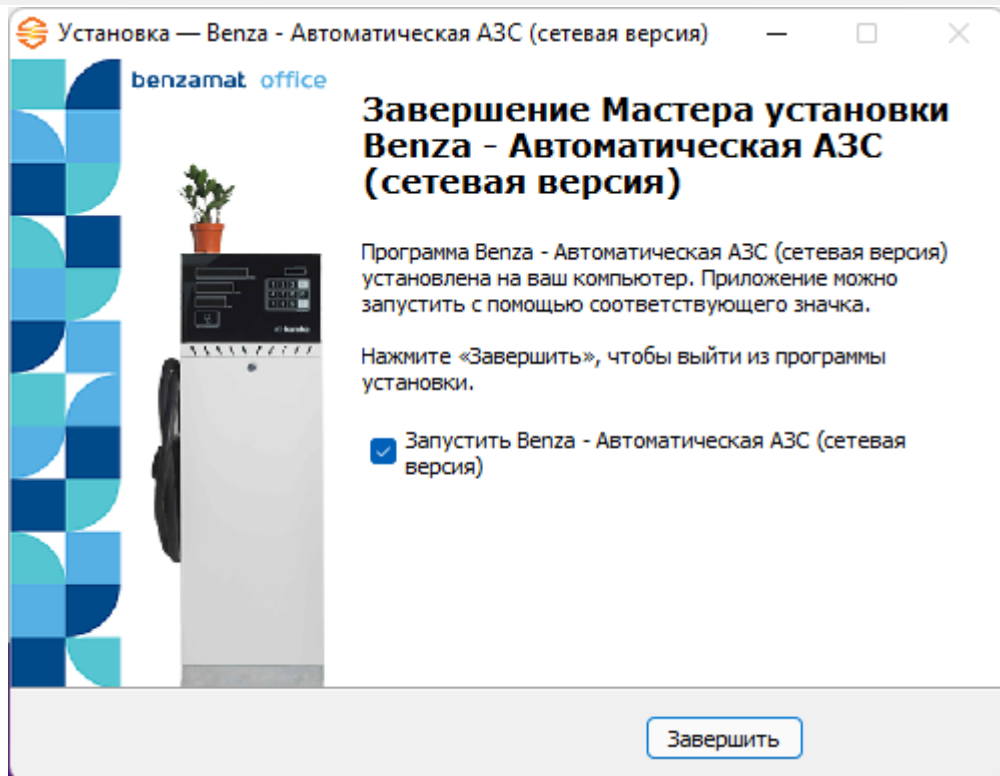 Установка — Benza - Автоматическая АЗС (сетевая версия)
benzamat office
Завершение Мастера установки
Benza - Автоматическая АЗС
(сетевая версия)
Программа Benza - Автоматическая АЗС (сетевая версия)
установлена на ваш компьютер. Приложение можно
запустить с помощью соответствующего значка.
Нажмите «Завершить», чтобы выйти из программы
установки.
Запустить Benza - Автоматическая АЗС (сетевая
версия)
Завершить